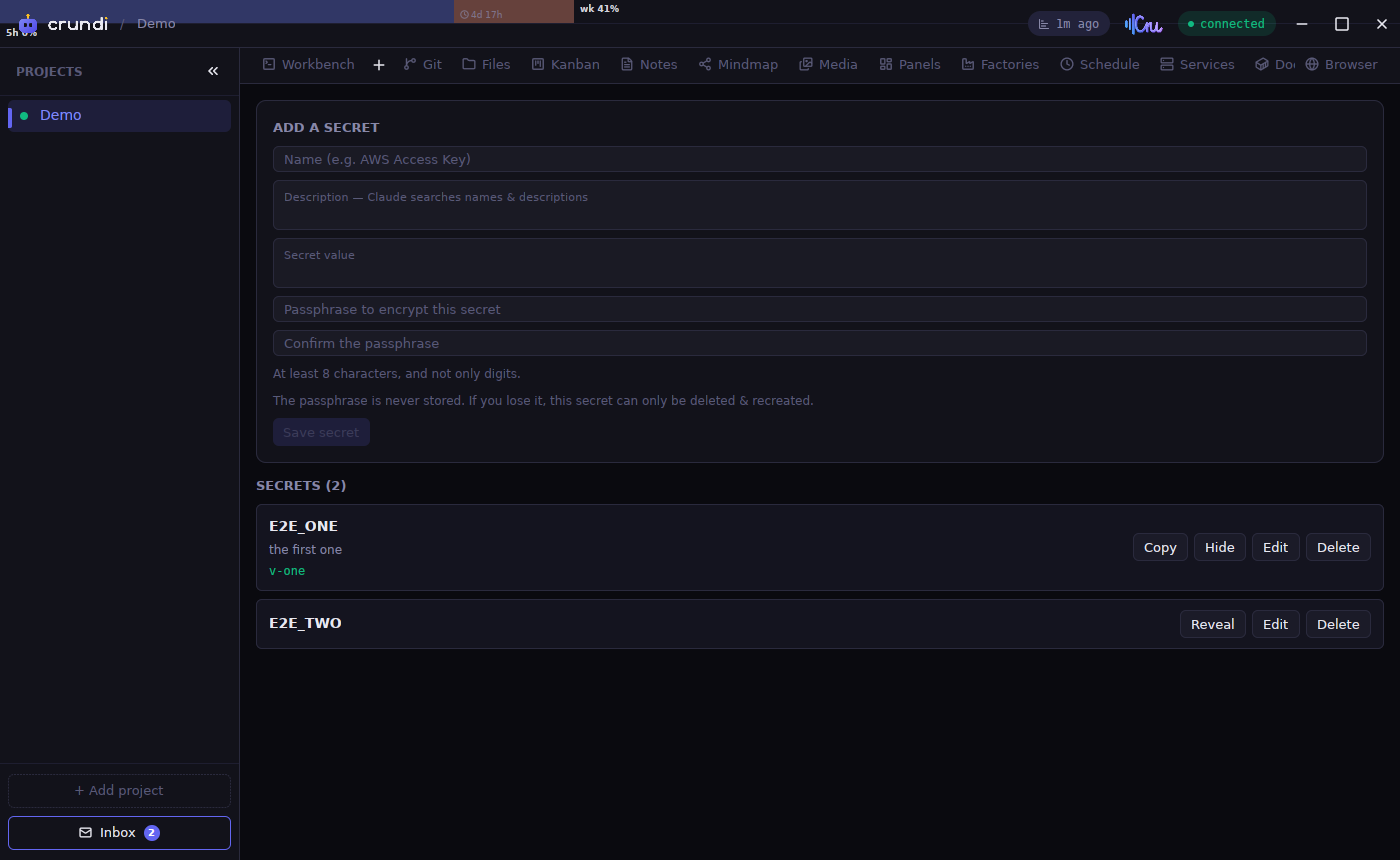 4d 17h
wk 41%
5h
crundi / Demo
1m ago
Cru
connected
PROJECTS
Workbench
Git
Files
Kanban
Notes
Mindmap
Media
Panels
Factories
Schedule
Services
Doc
Browser
Demo
ADD A SECRET
Name (e.g. AWS Access Key)
Description — Claude searches names & descriptions
Secret value
Passphrase to encrypt this secret
Confirm the passphrase
At least 8 characters, and not only digits.
The passphrase is never stored. If you lose it, this secret can only be deleted & recreated.
Save secret
SECRETS (2)
E2E_ONE
the first one
v-one
Copy
Hide
Edit
Delete
E2E_TWO
Reveal
Edit
Delete
+ Add project
Inbox 2